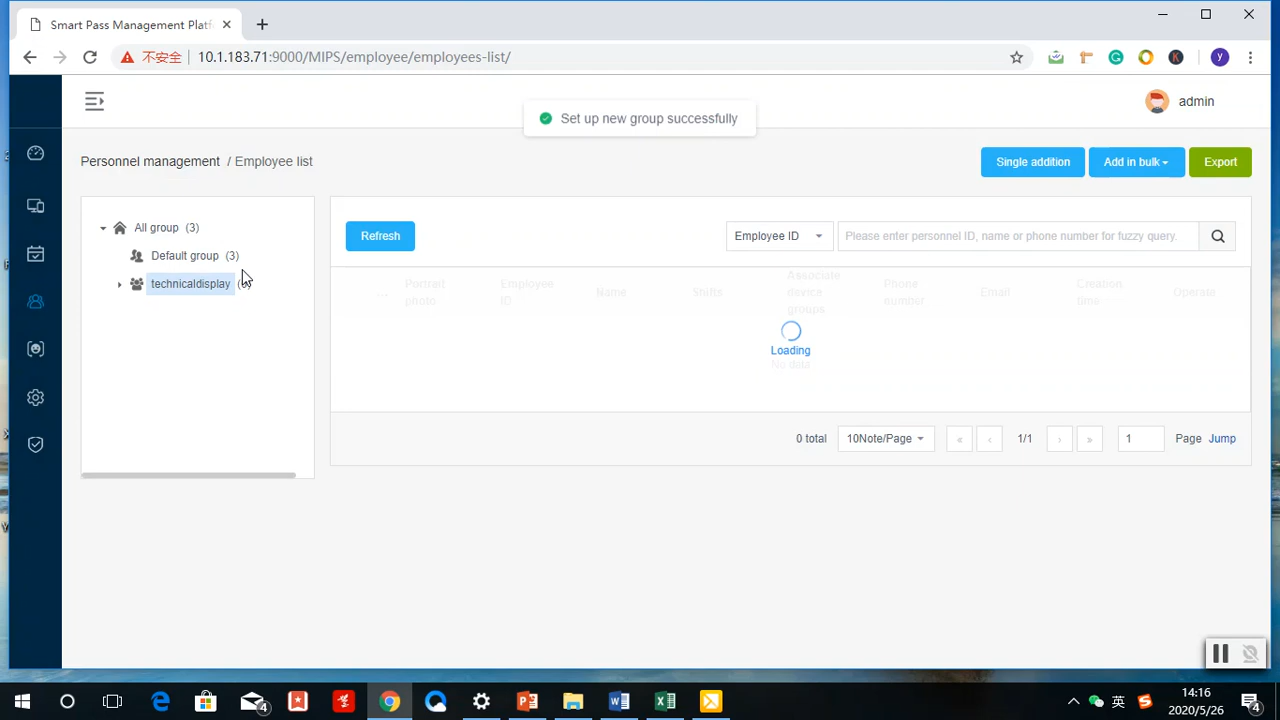 Smart Pass Management Platf
不安全 10.1.183.71:9000/MIPS/employee/employees-list/
y
admin
Set up new group successfully
Personnel management / Employee list
Single addition Add in bulk Export
All group (3)
Default group (3)
technicaldisplay
Refresh
Employee ID Please enter personnel ID, name or phone number for fuzzy query.
... Portrait photo Employee ID Name Shifts Associate device groups Phone number Email Creation time Operate
Loading
No data
0 total 10Note/Page « ‹ 1/1 › » 1 Page Jump
4 英 14:16
2020/5/26 4